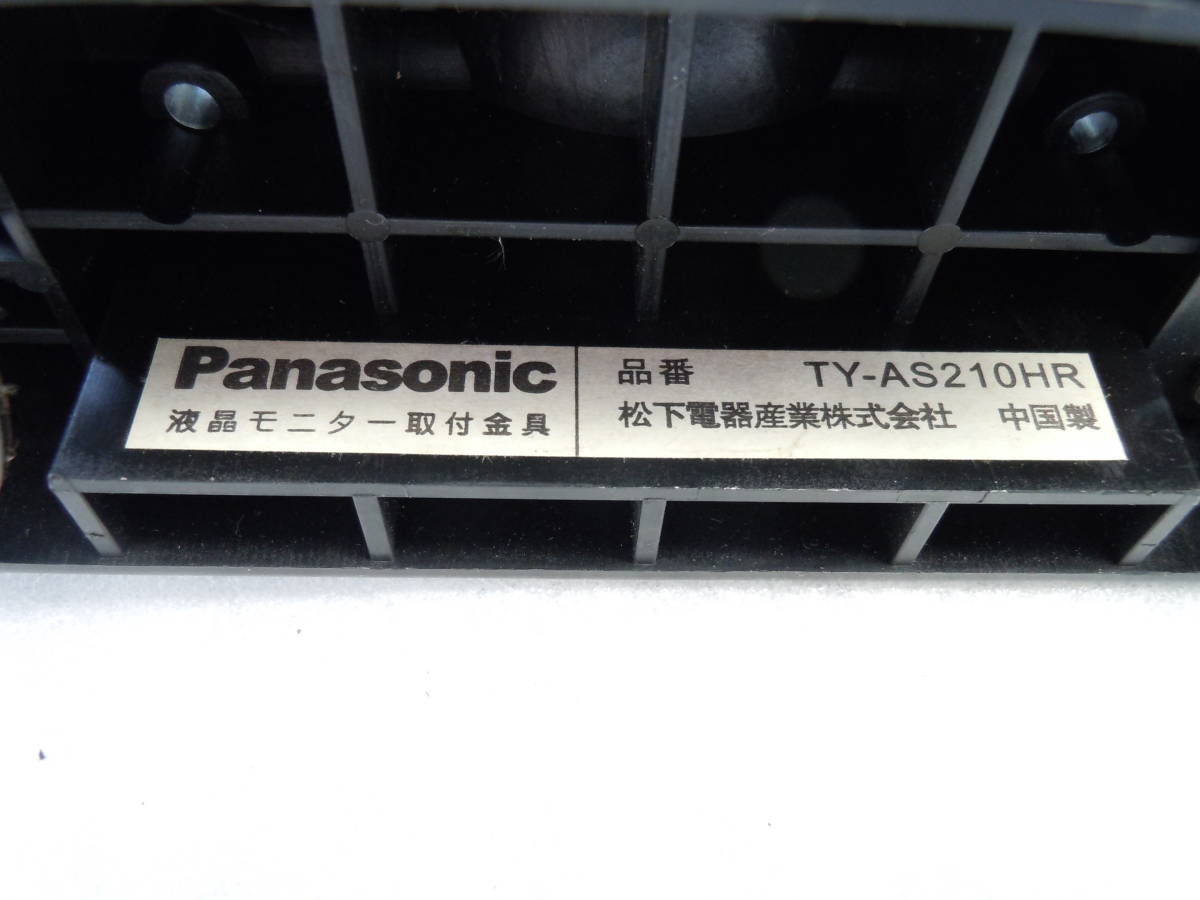 Panasonic
液晶モニター取付金具
品番 TY-AS210HR
松下電器産業株式会社 中国製